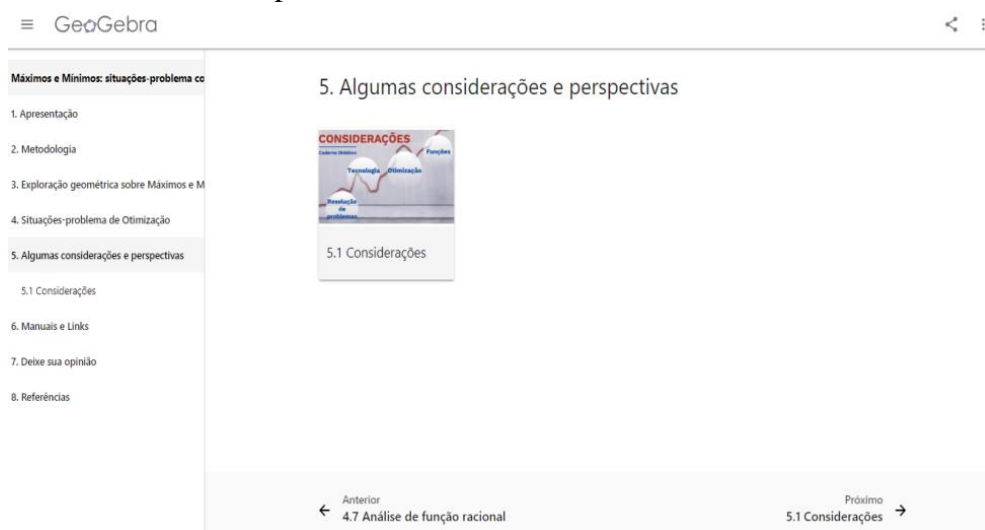 GeoGebra
Máximos e Mínimos: situações-problema co
1. Apresentação
2. Metodologia
3. Exploração geométrica sobre Máximos e M
4. Situações-problema de Otimização
5. Algumas considerações e perspectivas
5.1 Considerações
6. Manuais e Links
7. Deixe sua opinião
8. Referências
5. Algumas considerações e perspectivas
CONSIDERAÇÕES
Caderno Didático
Funções
Tecnologia
Otimização
Resolução
de
problemas
5.1 Considerações
Anterior
4.7 Análise de função racional
Próximo
5.1 Considerações